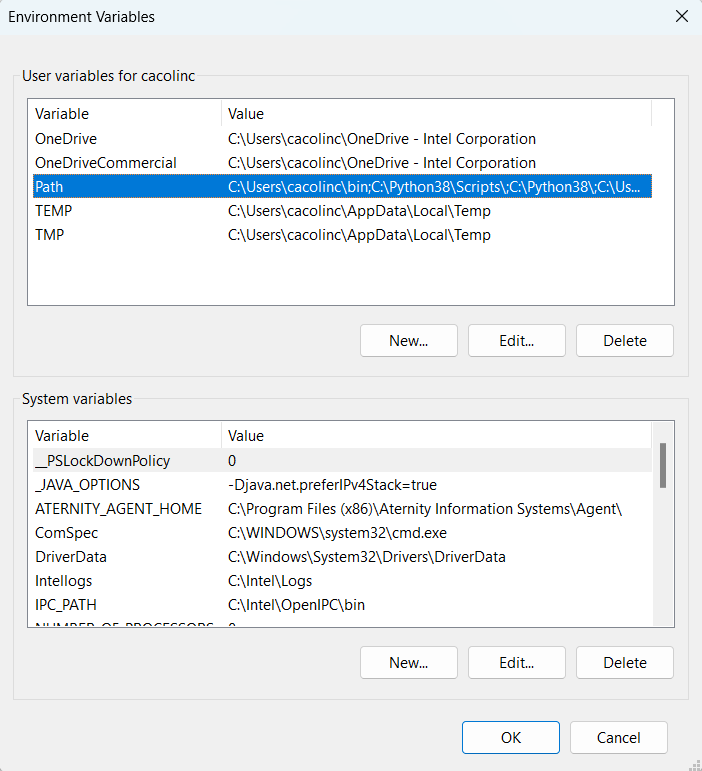 Environment Variables
User variables for cacolinc
Variable Value
OneDrive C:\Users\cacolinc\OneDrive - Intel Corporation
OneDriveCommercial C:\Users\cacolinc\OneDrive - Intel Corporation
Path C:\Users\cacolinc\bin;C:\Python38\Scripts\;C:\Python38\;C:\Us...
TEMP C:\Users\cacolinc\AppData\Local\Temp
TMP C:\Users\cacolinc\AppData\Local\Temp
New... Edit... Delete
System variables
Variable Value
__PSLockDownPolicy 0
_JAVA_OPTIONS -Djava.net.preferIPv4Stack=true
ATERNITY_AGENT_HOME C:\Program Files (x86)\Aternity Information Systems\Agent\
ComSpec C:\WINDOWS\system32\cmd.exe
DriverData C:\Windows\System32\Drivers\DriverData
Intellogs C:\Intel\Logs
IPC_PATH C:\Intel\OpenIPC\bin
NUMBER_OF_PROCESSORS
New... Edit... Delete
OK Cancel